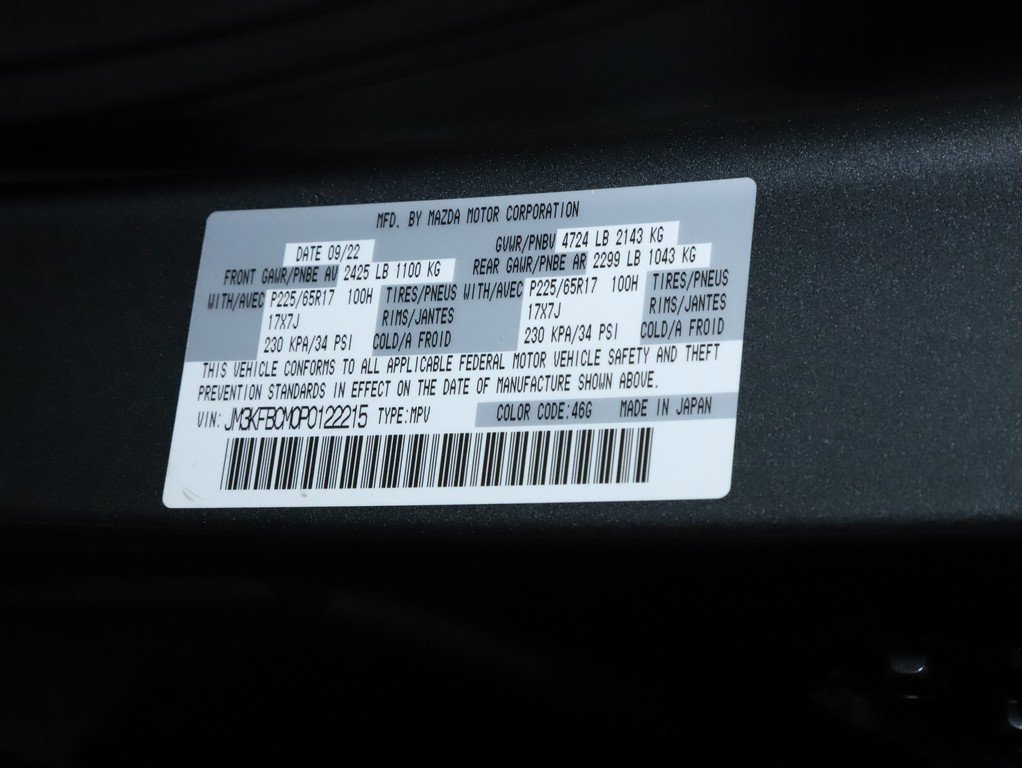 MFD. BY MAZDA MOTOR CORPORATION
DATE 09/22 GVWR/PNBV 4724 LB 2143 KG
FRONT GAWR/PNBE AV 2425 LB 1100 KG REAR GAWR/PNBE AR 2299 LB 1043 KG
WITH/AVEC P225/65R17 100H TIRES/PNEUS WITH/AVEC P225/65R17 100H TIRES/PNEUS
17X7J RIMS/JANTES 17X7J RIMS/JANTES
230 KPA/34 PSI COLD/A FROID 230 KPA/34 PSI COLD/A FROID
THIS VEHICLE CONFORMS TO ALL APPLICABLE FEDERAL MOTOR VEHICLE SAFETY AND THEFT
PREVENTION STANDARDS IN EFFECT ON THE DATE OF MANUFACTURE SHOWN ABOVE.
VIN: JM3KFBCM0P0122215 TYPE:MPV COLOR CODE:46G MADE IN JAPAN